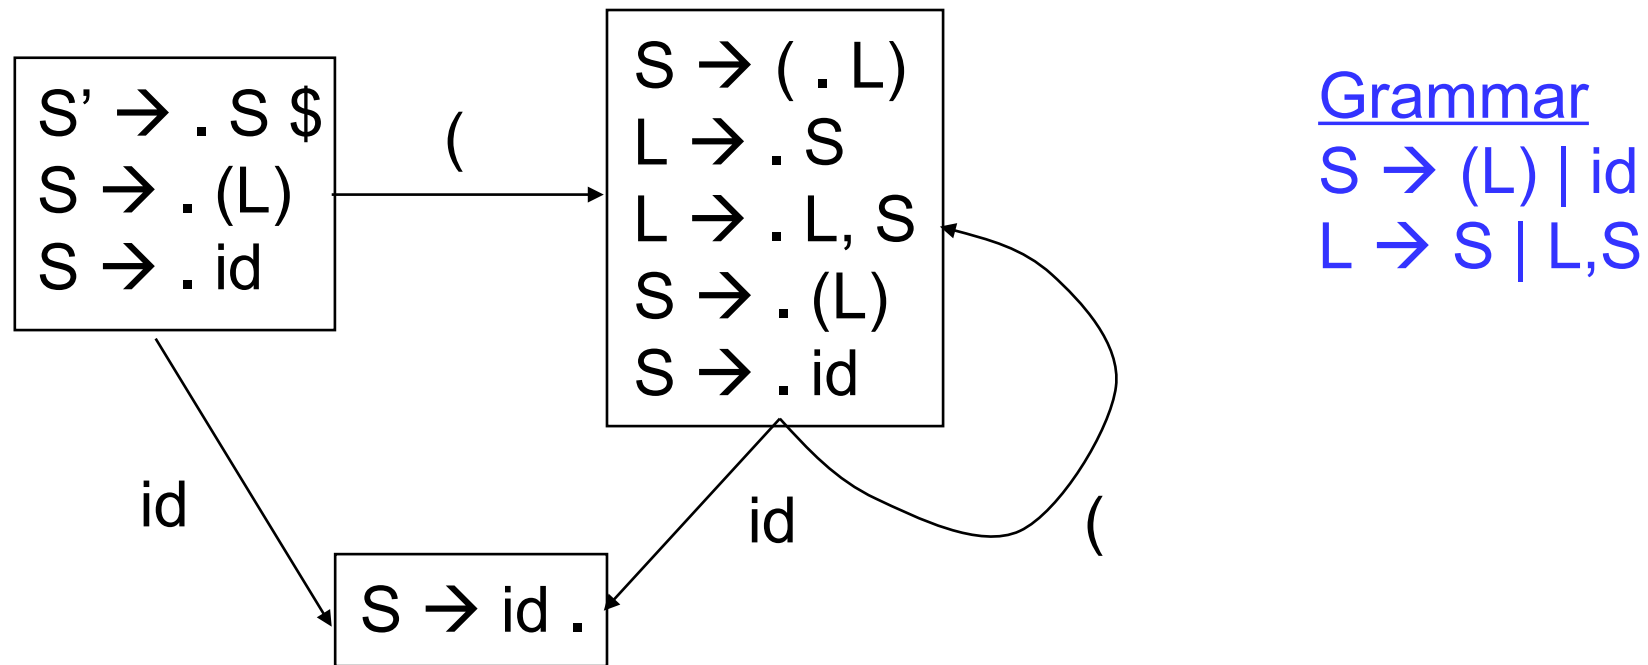 S’ → . S $
S → . (L)
S → . id
(
S → ( . L)
L → . S
L → . L, S
S → . (L)
S → . id
Grammar
S → (L) | id
L → S | L,S
id
id
(
S → id .